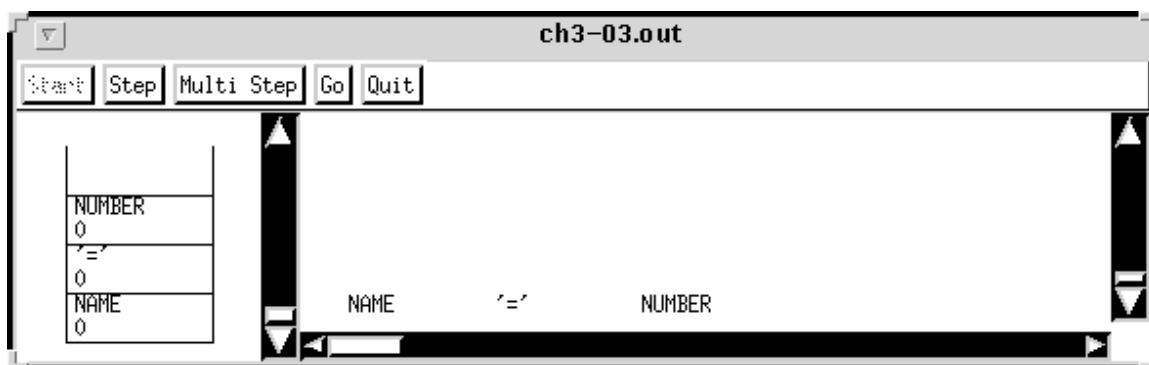 ch3-03.out
Start Step Multi Step Go Quit
NUMBER
0
'='
0
NAME
0
NAME '=' NUMBER